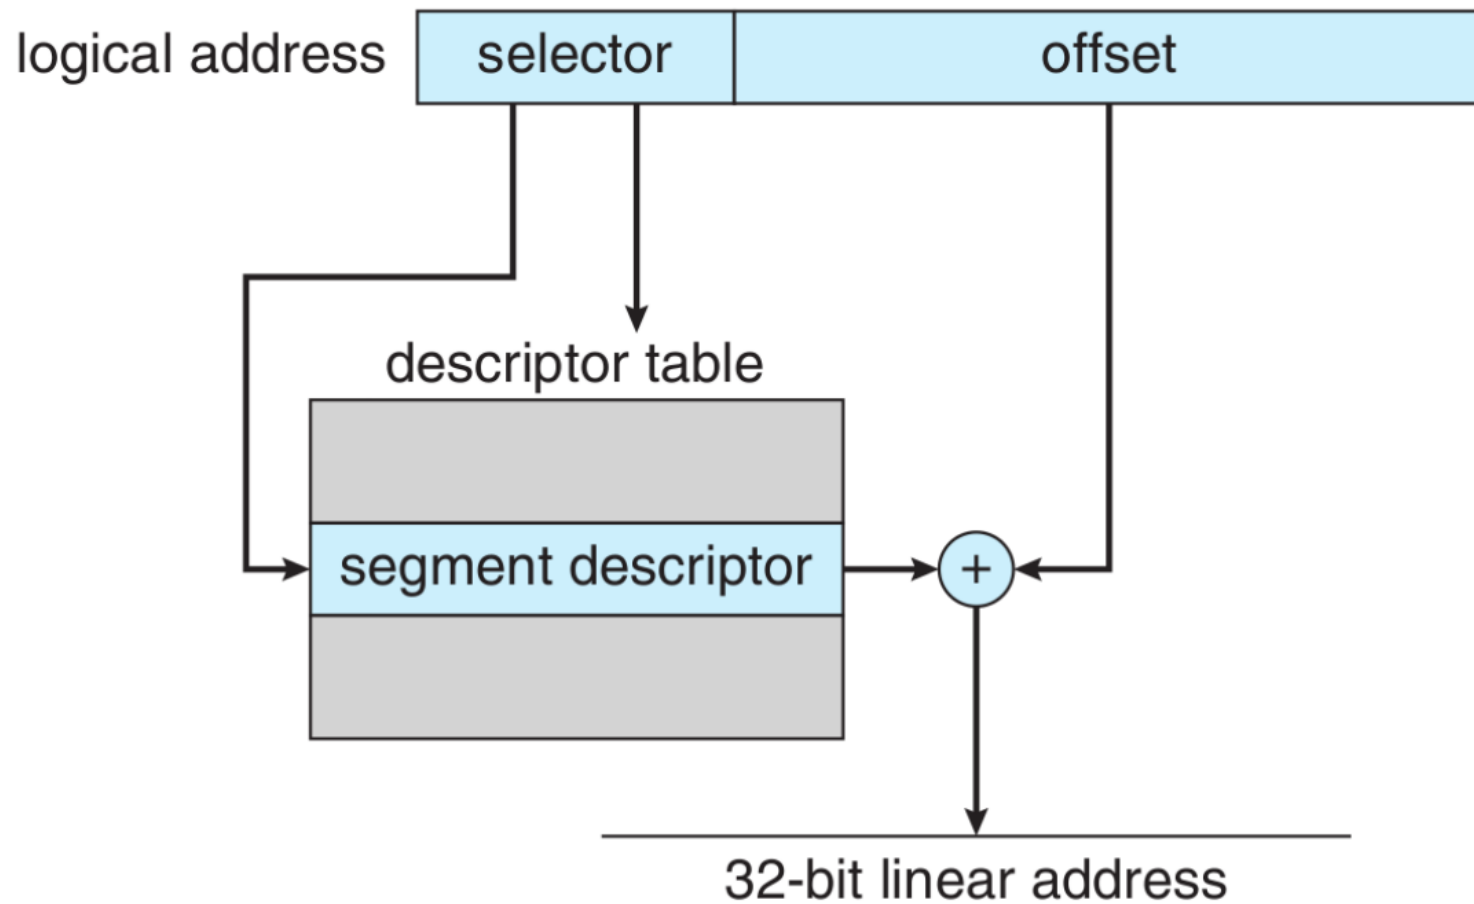 logical address selector offset
descriptor table
segment descriptor +
32-bit linear address